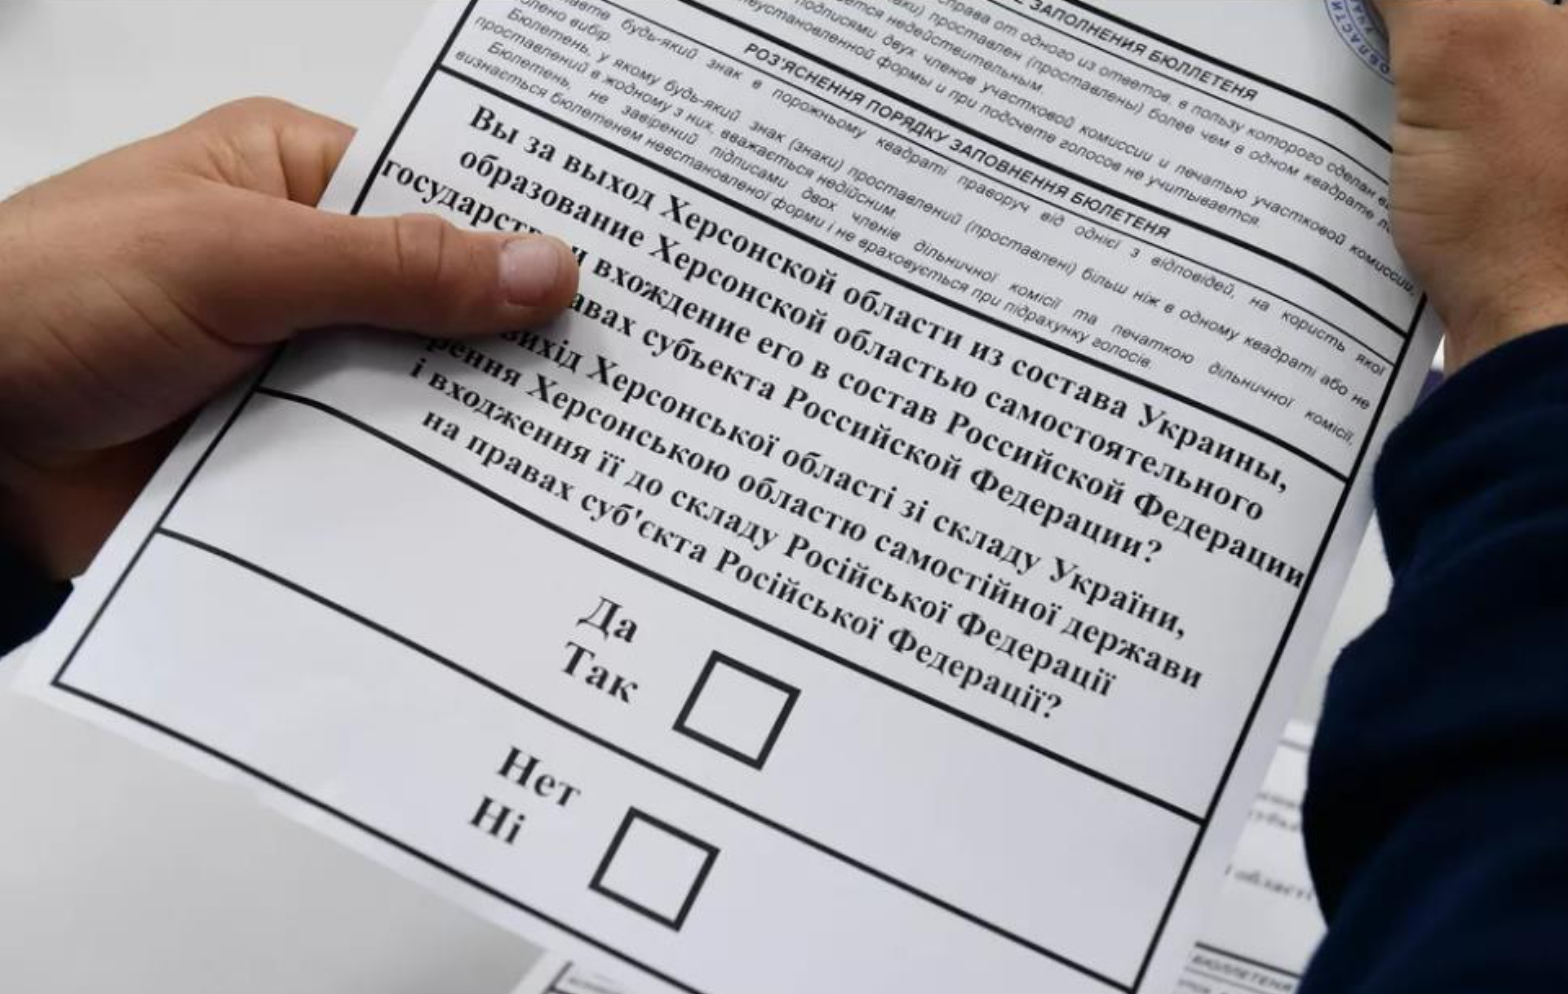 ЗАПОЛНЕНИЯ БЮЛЛЕТЕНЯ
права от одного из ответов, в пользу которого сделан
проставлен (проставлены) более чем в одном квадрате
недействительным.
подписями двух членов участковой комиссии и печатью участковой комиссии,
неустановленной формы и при подсчете голосов не учитывается.
ОБЛАСТИ
РОЗ'ЯСНЕННЯ ПОРЯДКУ ЗАПОВНЕННЯ БЮЛЕТЕНЯ
будь-який знак в порожньому квадраті праворуч від однієї з відповідей, на користь якої
вибір.
Бюлетень, у якому будь-який знак (знаки) проставлений (проставлені) більш ніж в одному квадраті або не
проставлений в жодному з них, вважається недійсним.
Бюлетень, не завірений підписами двох членів дільничної комісії та печаткою дільничної комісії,
визнається бюлетенем невстановленої форми і не враховується при підрахунку голосів.
Вы за выход Херсонской области из состава Украины,
образование Херсонской областью самостоятельного
государства и вхождение его в состав Российской Федерации
правах субъекта Российской Федерации?
вихід Херсонської області зі складу України,
рення Херсонською областю самостійної держави
і входження її до складу Російської Федерації
на правах суб'єкта Російської Федерації?
Да
Так
Нет
Ні